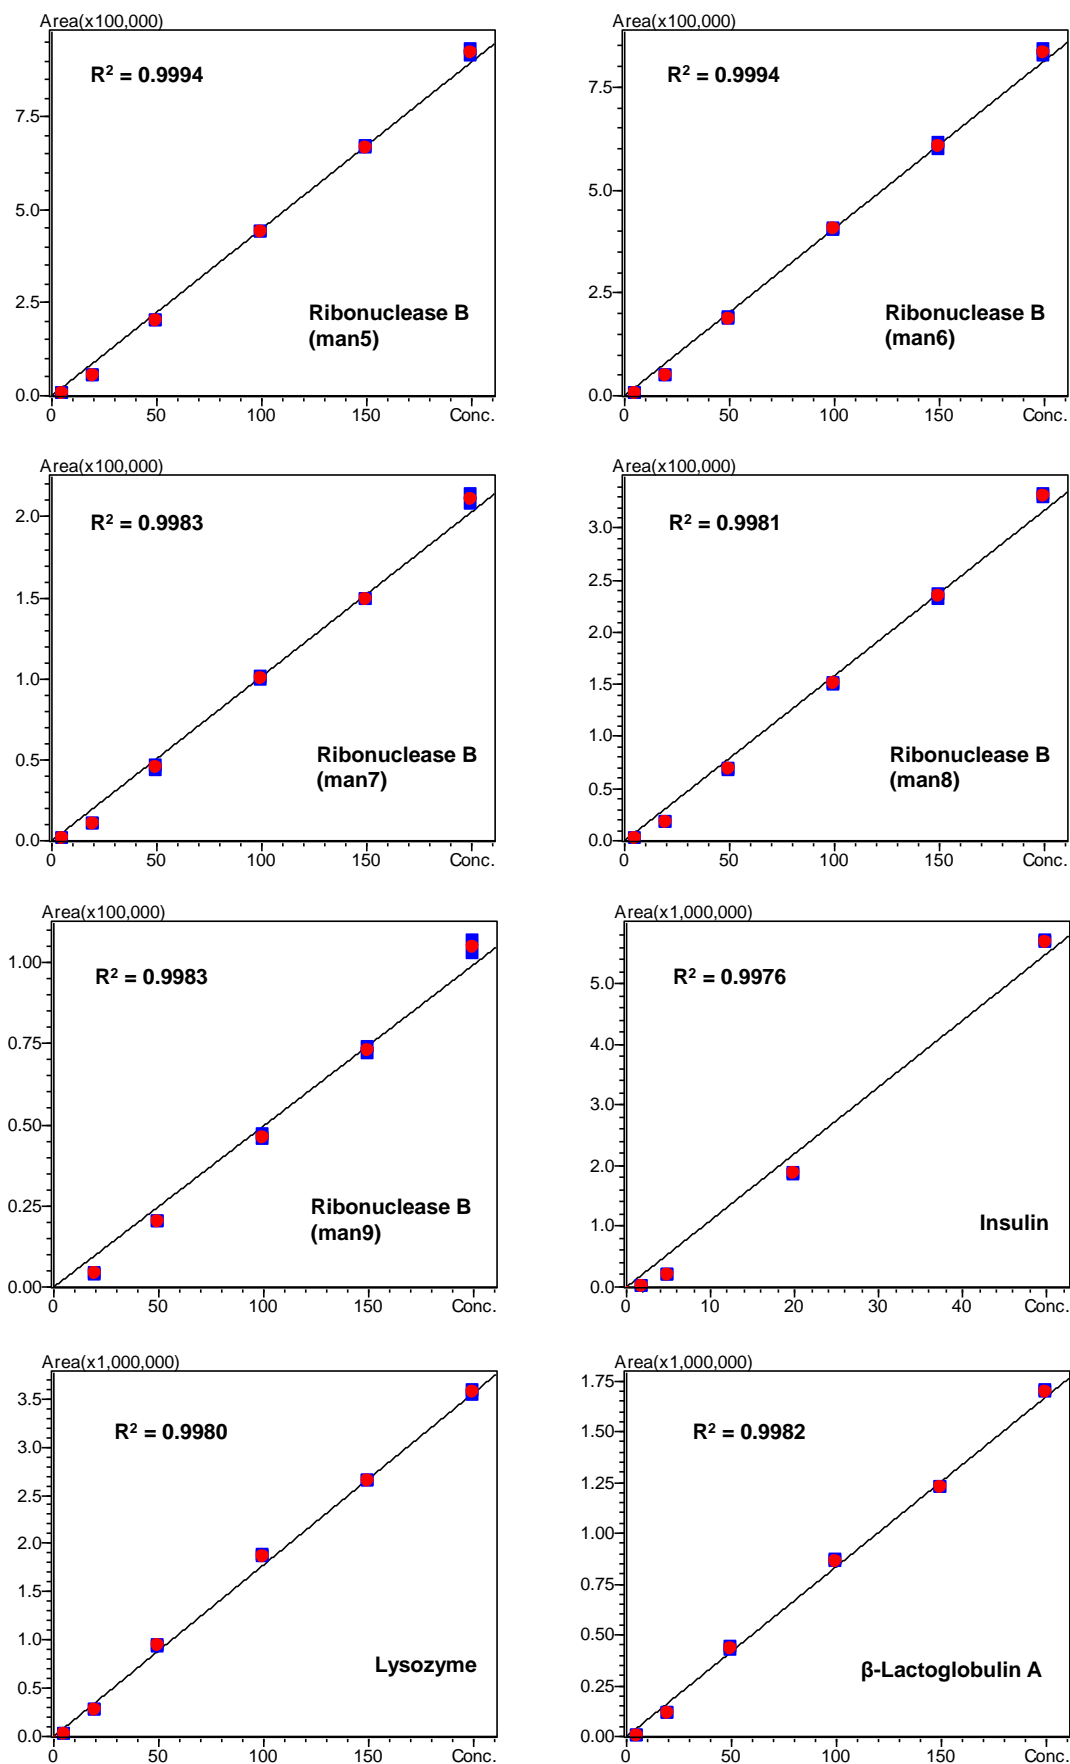 Area(x100,000)
R² = 0.9994
7.5
5.0
2.5
0.0
Ribonuclease B
(man5)
0 50 100 150 Conc.
Area(x100,000)
R² = 0.9994
7.5
5.0
2.5
0.0
Ribonuclease B
(man6)
0 50 100 150 Conc.
Area(x100,000)
R² = 0.9983
2.0
1.5
1.0
0.5
0.0
Ribonuclease B
(man7)
0 50 100 150 Conc.
Area(x100,000)
R² = 0.9981
3.0
2.5
2.0
1.5
1.0
0.5
0.0
Ribonuclease B
(man8)
0 50 100 150 Conc.
Area(x100,000)
R² = 0.9983
1.00
0.75
0.50
0.25
0.00
Ribonuclease B
(man9)
0 50 100 150 Conc.
Area(x1,000,000)
R² = 0.9976
5.0
4.0
3.0
2.0
1.0
0.0
Insulin
0 10 20 30 40 Conc.
Area(x1,000,000)
R² = 0.9980
3.5
3.0
2.5
2.0
1.5
1.0
0.5
0.0
Lysozyme
0 50 100 150 Conc.
Area(x1,000,000)
R² = 0.9982
1.75
1.50
1.25
1.00
0.75
0.50
0.25
0.00
β-Lactoglobulin A
0 50 100 150 Conc.